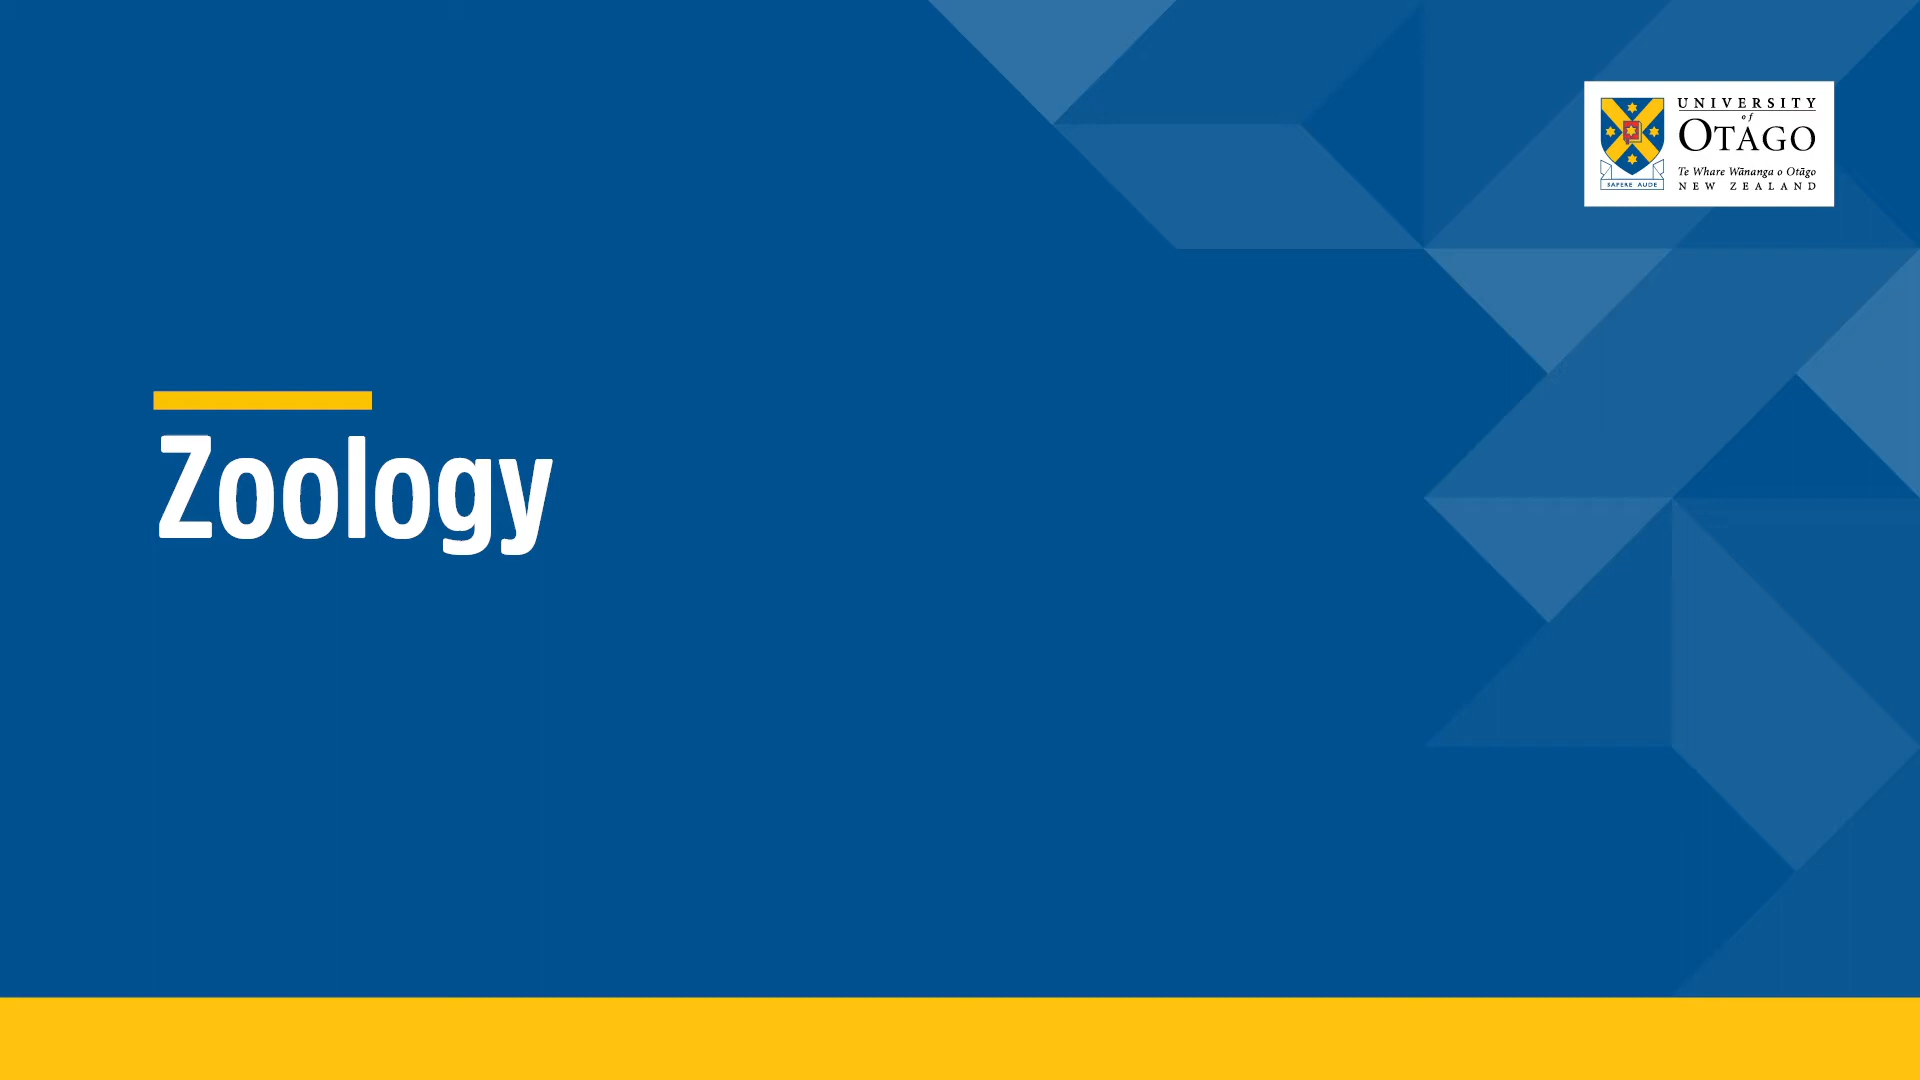 UNIVERSITY
of
OTAGO
Te Whare Wānanga o Otāgo
NEW ZEALAND
SAPERE AUDE
Zoology